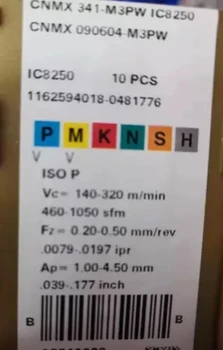 CNMX 341-M3PW IC8250
CNMX 090604-M3PW
IC8250 10 PCS
1162594018-0481776
P M K N S H
V V
ISO P
Vc= 140-320 m/min
460-1050 sfm
Fz= 0.20-0.50 mm/rev
.0079-.0197 ipr
Ap= 1.00-4.50 mm
.039-.177 inch
B B